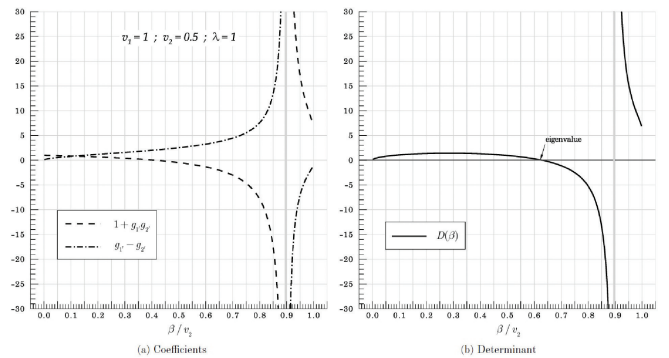 30
25
20
15
10
5
0
-5
-10
-15
-20
-25
-30
v₁ = 1 ; v₂ = 0.5 ; λ = 1
1 + g₁′g₂′
g₁′ − g₂′
0.0 0.1 0.2 0.3 0.4 0.5 0.6 0.7 0.8 0.9 1.0
β / v₂
(a) Coefficients
30
25
20
15
10
5
0
-5
-10
-15
-20
-25
-30
eigenvalue
D(β)
0.0 0.1 0.2 0.3 0.4 0.5 0.6 0.7 0.8 0.9 1.0
β / v₂
(b) Determinant